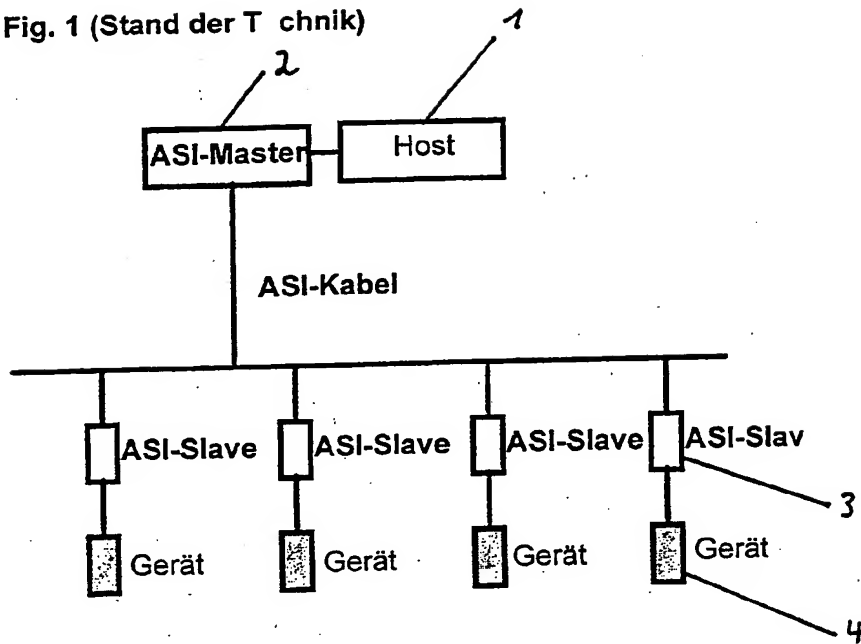 Fig. 1 (Stand der T chnik)
2
1
ASI-Master
Host
ASI-Kabel
ASI-Slave ASI-Slave ASI-Slave ASI-Slav
3
Gerät Gerät Gerät Gerät
4